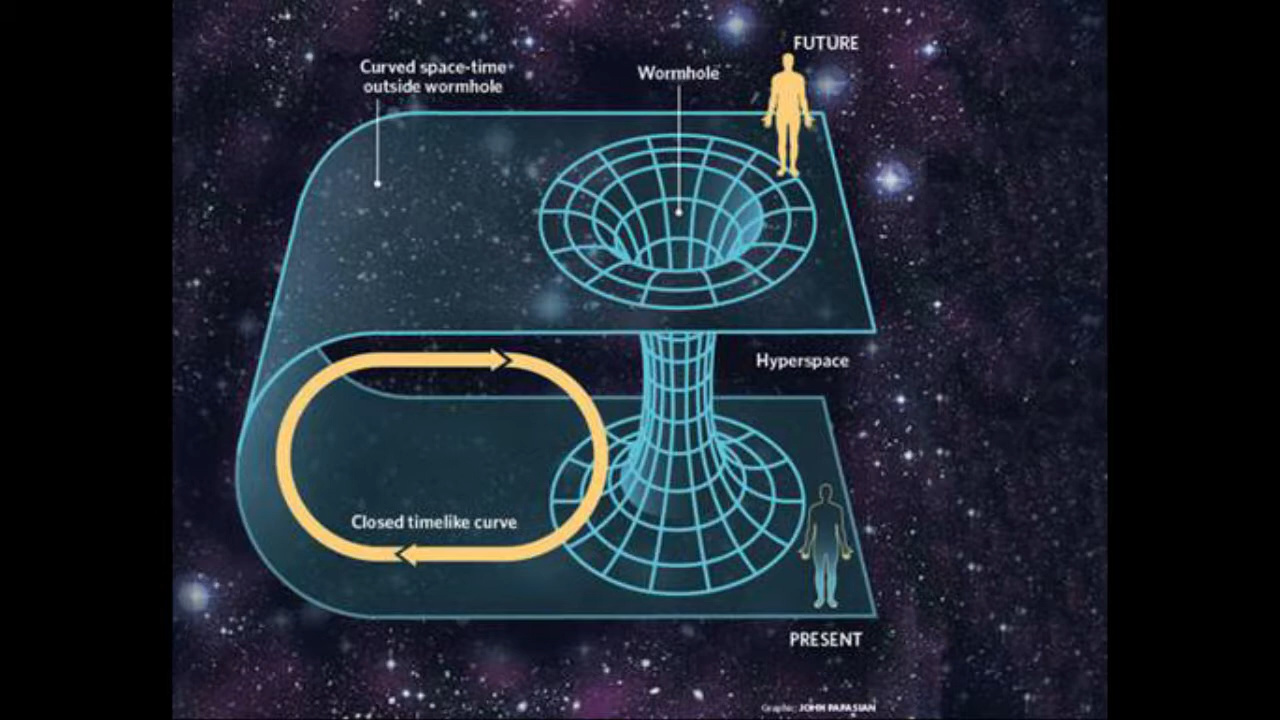 FUTURE
Curved space-time
outside wormhole
Wormhole
Hyperspace
Closed timelike curve
PRESENT
Graphic: JOHN PAPASIAN